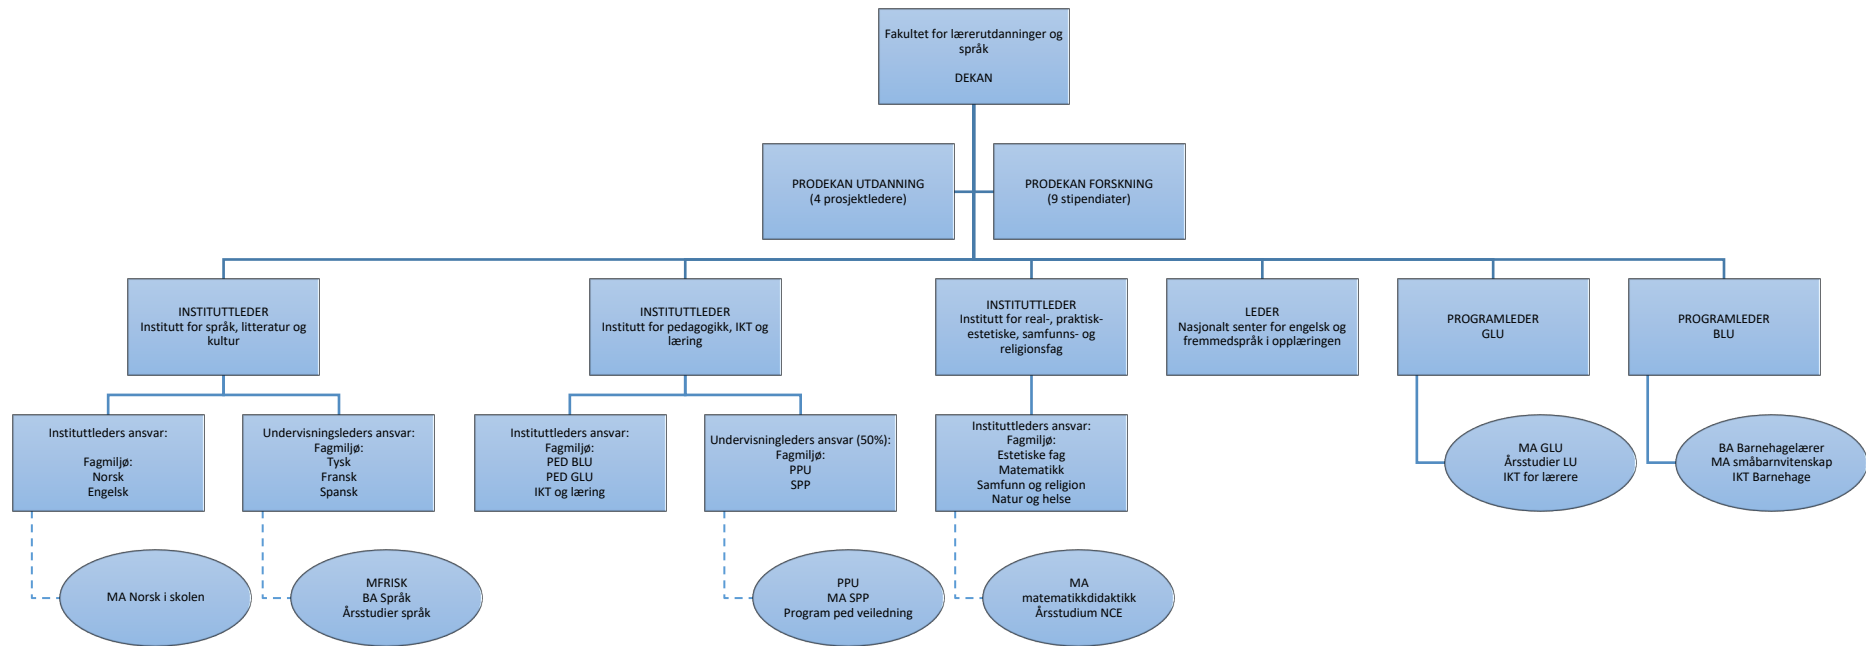 Fakultet for lærerutdanninger og
språk
DEKAN
PRODEKAN UTDANNING
(4 prosjektledere)
PRODEKAN FORSKNING
(9 stipendiater)
INSTITUTTLEDER
Institutt for språk, litteratur og
kultur
INSTITUTTLEDER
Institutt for pedagogikk, IKT og
læring
INSTITUTTLEDER
Institutt for real-, praktisk-
estetiske, samfunns- og
religionsfag
LEDER
Nasjonalt senter for engelsk og
fremmedspråk i opplæringen
PROGRAMLEDER
GLU
PROGRAMLEDER
BLU
Instituttleders ansvar:
Fagmiljø:
Norsk
Engelsk
Undervisningsleders ansvar:
Fagmiljø:
Tysk
Fransk
Spansk
Instituttleders ansvar:
Fagmiljø:
PED BLU
PED GLU
IKT og læring
Undervisningleders ansvar (50%):
Fagmiljø:
PPU
SPP
Instituttleders ansvar:
Fagmiljø:
Estetiske fag
Matematikk
Samfunn og religion
Natur og helse
MA GLU
Årsstudier LU
IKT for lærere
BA Barnehagelærer
MA småbarnvitenskap
IKT Barnehage
MA Norsk i skolen
MFRISK
BA Språk
Årsstudier språk
PPU
MA SPP
Program ped veiledning
MA
matematikkdidaktikk
Årsstudium NCE